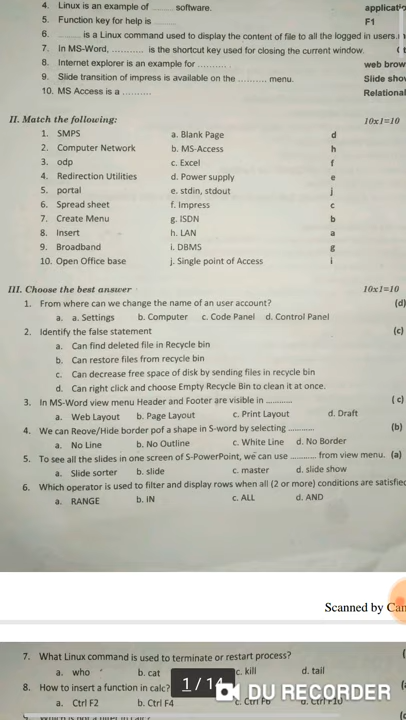 4. Linux is an example of ........ software. applicatio
5. Function key for help is ........ F1
6. ........ is a Linux command used to display the content of file to all the logged in users.
7. In MS-Word, ............ is the shortcut key used for closing the current window.
8. Internet explorer is an example for .......... web brow
9. Slide transition of impress is available on the .......... menu. Slide sho
10. MS Access is a .......... Relational
II. Match the following: 10x1=10
1. SMPS a. Blank Page d
2. Computer Network b. MS-Access h
3. odp c. Excel f
4. Redirection Utilities d. Power supply e
5. portal e. stdin, stdout j
6. Spread sheet f. Impress c
7. Create Menu g. ISDN b
8. Insert h. LAN a
9. Broadband i. DBMS g
10. Open Office base j. Single point of Access i
III. Choose the best answer 10x1=10
1. From where can we change the name of an user account? (d)
a. a. Settings b. Computer c. Code Panel d. Control Panel
2. Identify the false statement (c)
a. Can find deleted file in Recycle bin
b. Can restore files from recycle bin
c. Can decrease free space of disk by sending files in recycle bin
d. Can right click and choose Empty Recycle Bin to clean it at once.
3. In MS-Word view menu Header and Footer are visible in ............ ( c)
a. Web Layout b. Page Layout c. Print Layout d. Draft
4. We can Reove/Hide border pof a shape in S-word by selecting ............ (b)
a. No Line b. No Outline c. White Line d. No Border
5. To see all the slides in one screen of S-PowerPoint, we can use ............ from view menu. (a)
a. Slide sorter b. slide c. master d. slide show
6. Which operator is used to filter and display rows when all (2 or more) conditions are satisfied
a. RANGE b. IN c. ALL d. AND
Scanned by Can
7. What Linux command is used to terminate or restart process?
a. who b. cat c. kill d. tail
8. How to insert a function in calc?
a. Ctrl F2 b. Ctrl F4 c. Ctrl F6 d. Ctrl F10
1 / 14
DU RECORDER